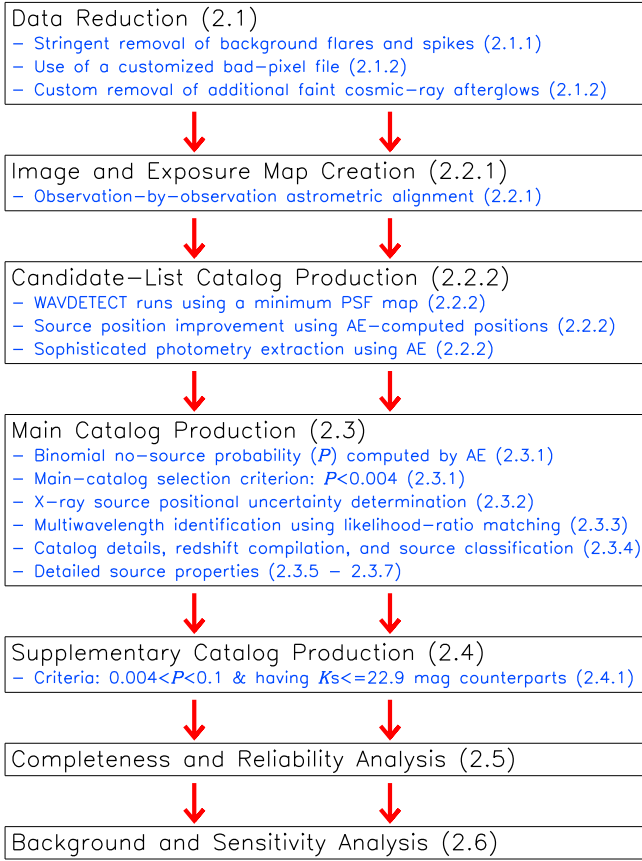 Data Reduction (2.1)
– Stringent removal of background flares and spikes (2.1.1)
– Use of a customized bad–pixel file (2.1.2)
– Custom removal of additional faint cosmic–ray afterglows (2.1.2)
Image and Exposure Map Creation (2.2.1)
– Observation–by–observation astrometric alignment (2.2.1)
Candidate–List Catalog Production (2.2.2)
– WAVDETECT runs using a minimum PSF map (2.2.2)
– Source position improvement using AE–computed positions (2.2.2)
– Sophisticated photometry extraction using AE (2.2.2)
Main Catalog Production (2.3)
– Binomial no–source probability (P) computed by AE (2.3.1)
– Main–catalog selection criterion: P<0.004 (2.3.1)
– X–ray source positional uncertainty determination (2.3.2)
– Multiwavelength identification using likelihood–ratio matching (2.3.3)
– Catalog details, redshift compilation, and source classification (2.3.4)
– Detailed source properties (2.3.5 – 2.3.7)
Supplementary Catalog Production (2.4)
– Criteria: 0.004<P<0.1 & having Ks<=22.9 mag counterparts (2.4.1)
Completeness and Reliability Analysis (2.5)
Background and Sensitivity Analysis (2.6)